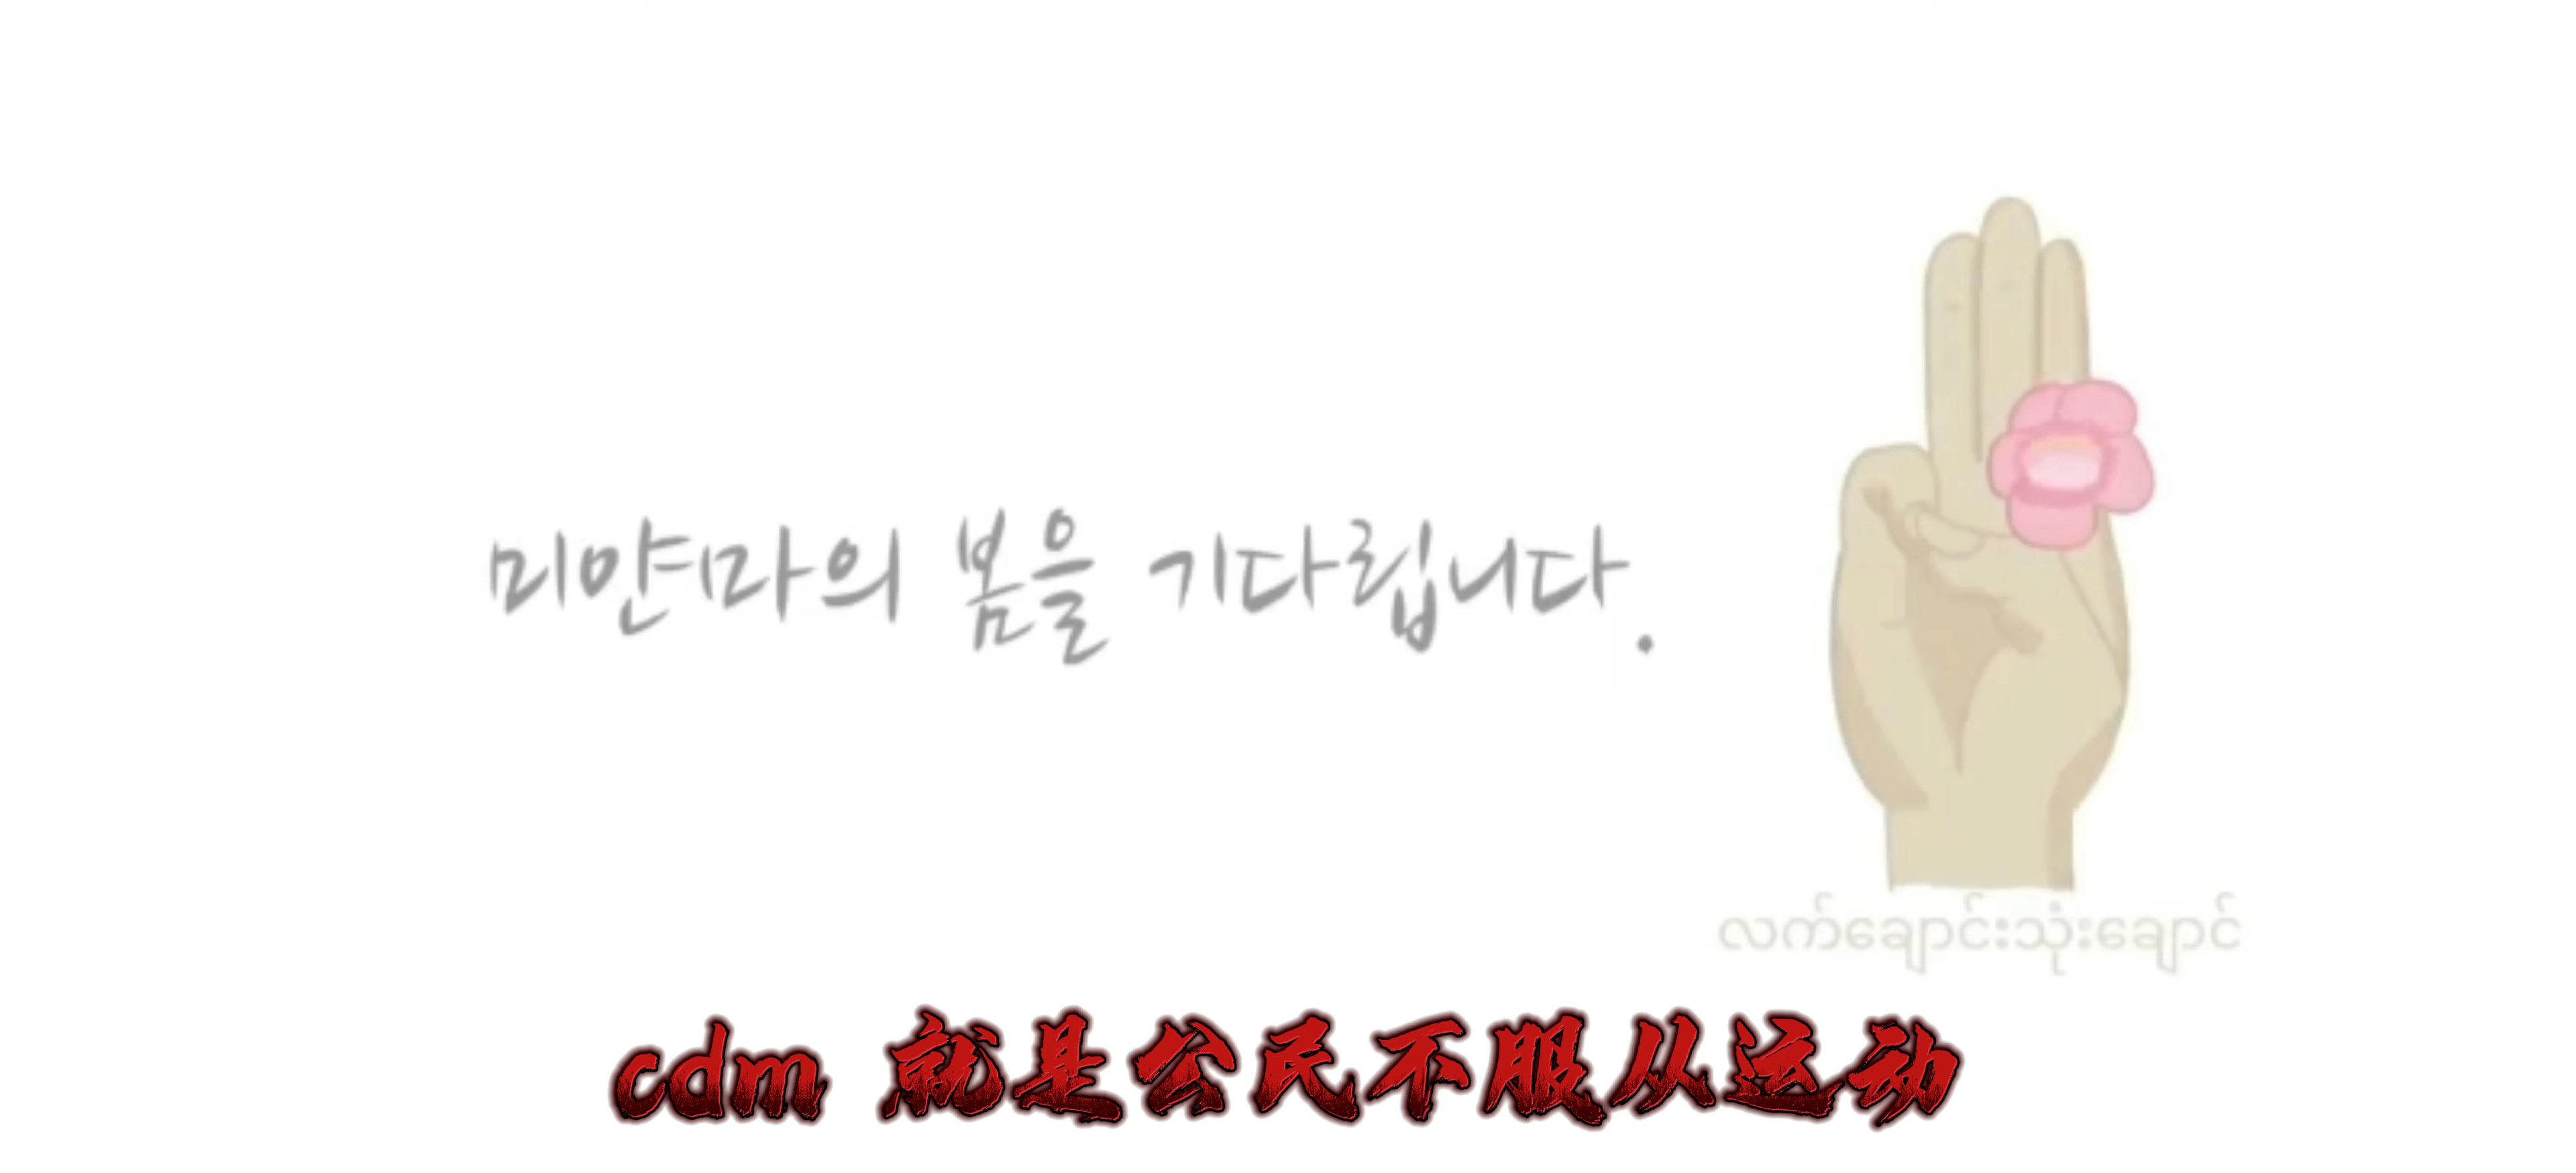 미얀마의 봄을 기다립니다.
လက်ချောင်းသုံးချောင်
cdm 就是公民不服从运动